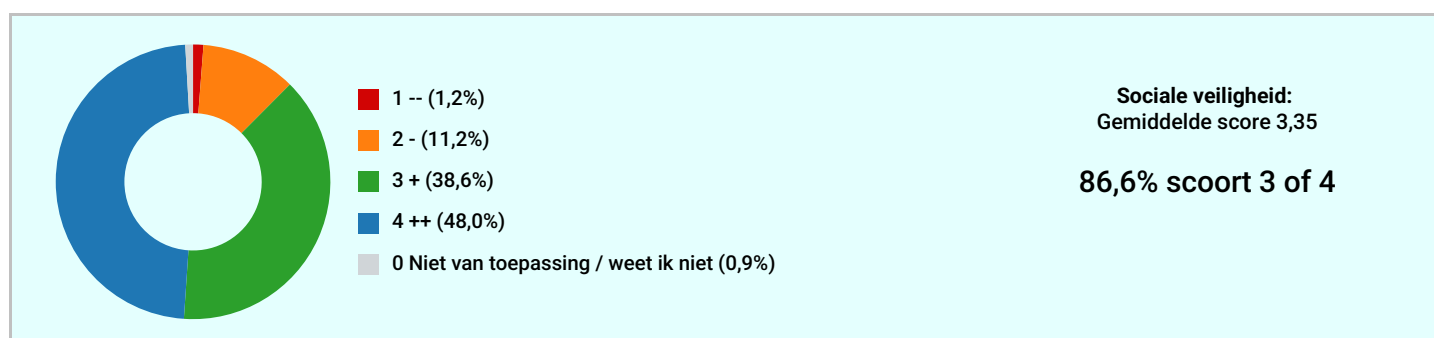 1 -- (1,2%)
2 - (11,2%)
3 + (38,6%)
4 ++ (48,0%)
0 Niet van toepassing / weet ik niet (0,9%)
Sociale veiligheid:
Gemiddelde score 3,35
86,6% scoort 3 of 4